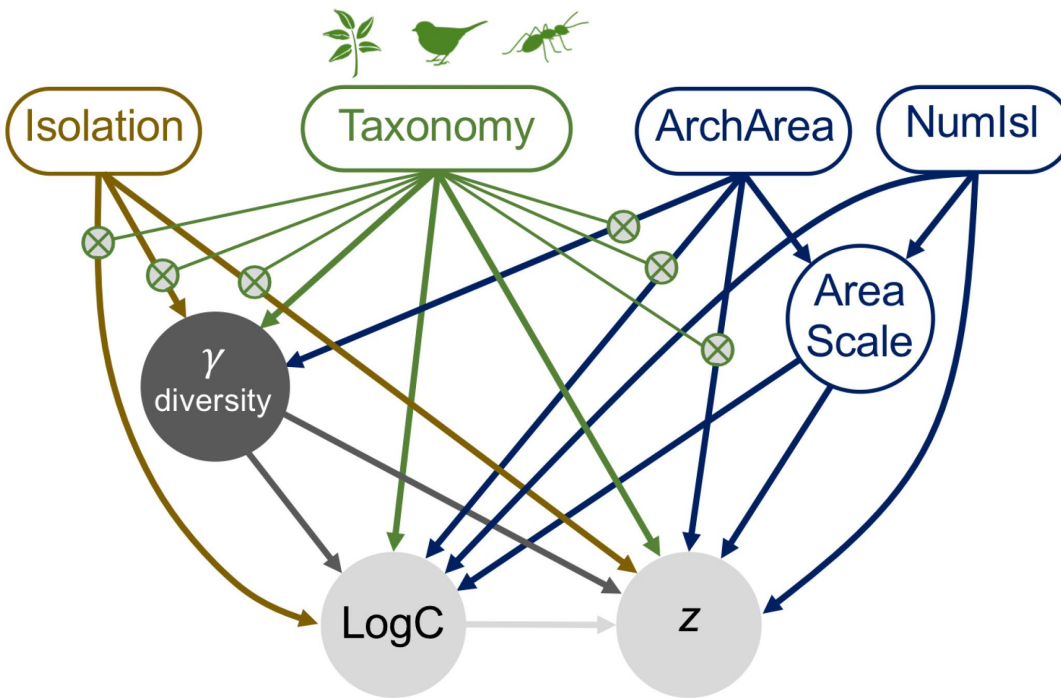 Isolation
Taxonomy
ArchArea
NumIsl
γ
diversity
Area
Scale
LogC
z